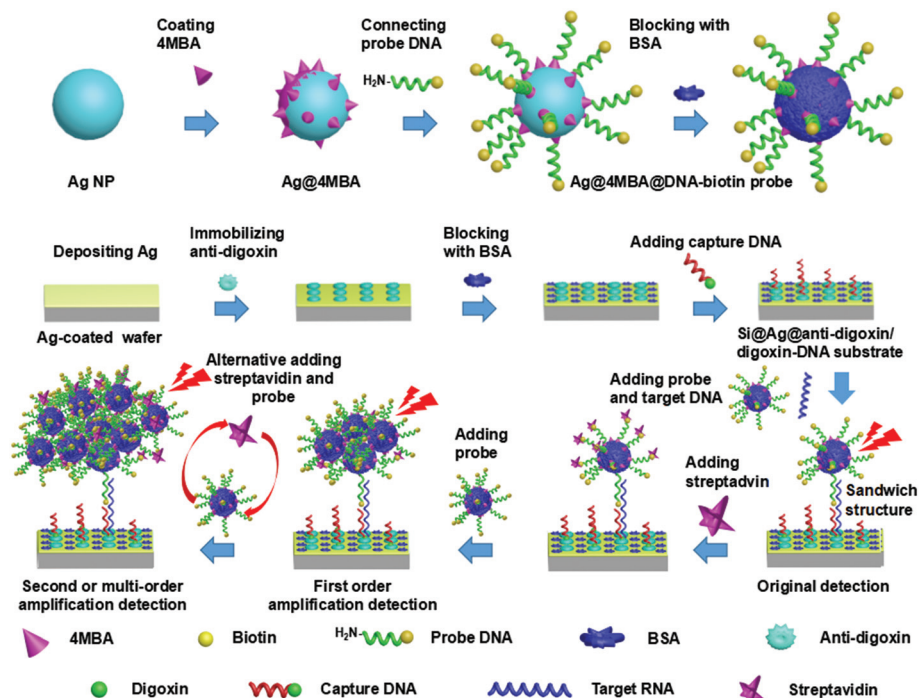 Coating
4MBA
Connecting
probe DNA
H₂N-
Blocking with
BSA
Ag NP
Ag@4MBA
Ag@4MBA@DNA-biotin probe
Depositing Ag
Immobilizing
anti-digoxin
Blocking
with BSA
Adding capture DNA
Ag-coated wafer
Si@Ag@anti-digoxin/
digoxin-DNA substrate
Alternative adding
streptavidin and
probe
Adding
probe
Adding probe
and target DNA
Adding
streptadvin
Sandwich
structure
Second or multi-order
amplification detection
First order
amplification detection
Original detection
4MBA
Biotin
H₂N-
Probe DNA
BSA
Anti-digoxin
Digoxin
Capture DNA
Target RNA
Streptavidin